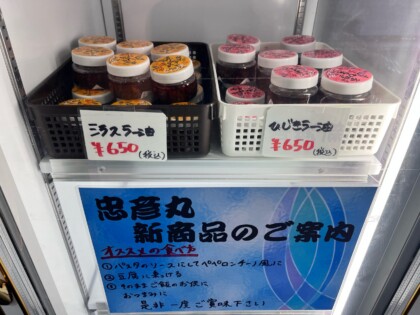 シラスラー油
¥650
(税込)
ひじきラー油
¥650
(税込)
忠彦丸
新商品のご案内
オススメの食べ方
①パスタのソースにしてペペロンチーノ風に
②豆腐にかける
③そのままご飯のお供に
おつまみに
是非一度ご賞味下さい